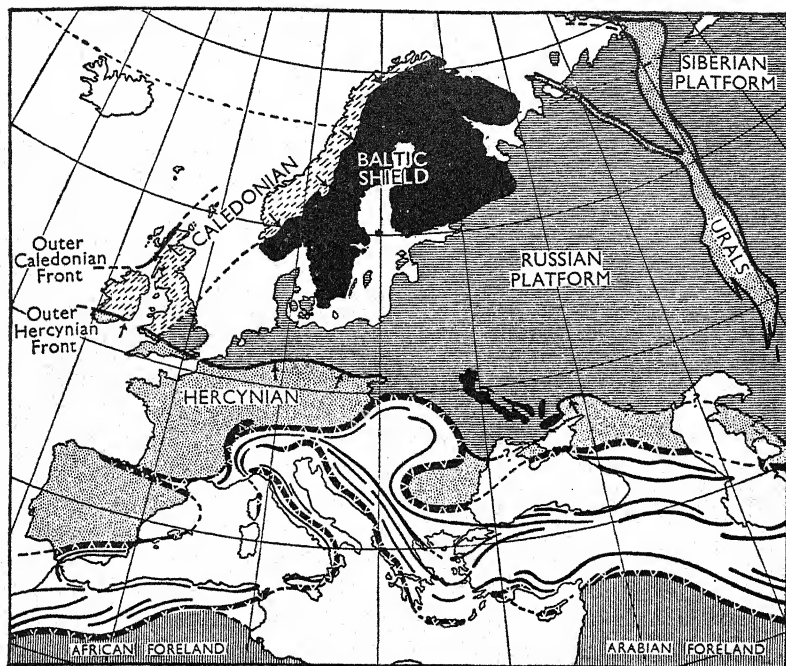 SIBERIAN
PLATFORM
BALTIC
SHIELD
CALEDONIAN
URALS
Outer
Caledonian
Front
RUSSIAN
PLATFORM
Outer
Hercynian
Front
HERCYNIAN
?
AFRICAN FORELAND
ARABIAN FORELAND